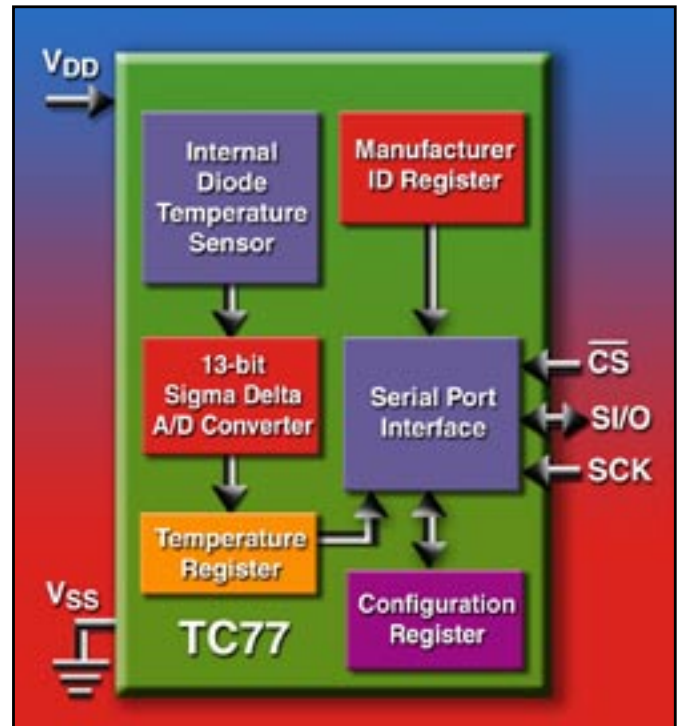 VDD
Internal
Diode
Temperature
Sensor
Manufacturer
ID Register
13-bit
Sigma Delta
A/D Converter
Serial Port
Interface
C̅S̅
SI/O
SCK
Temperature
Register
Configuration
Register
VSS
TC77